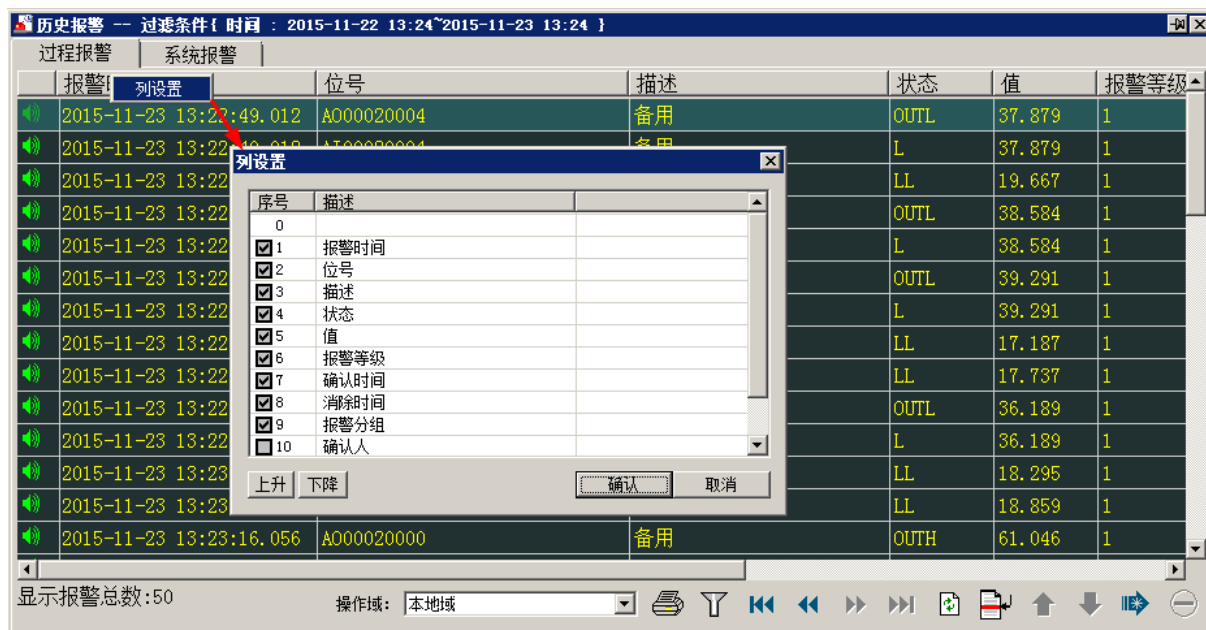 历史报警 -- 过滤条件{ 时间 : 2015-11-22 13:24~2015-11-23 13:24 }
过程报警 系统报警
报警 位号 描述 状态 值 报警等级
列设置
2015-11-23 13:22:49.012 AO00020004 备用 OUTL 37.879 1
2015-11-23 13:22 L 37.879 1
2015-11-23 13:22 LL 19.667 1
2015-11-23 13:22 OUTL 38.584 1
2015-11-23 13:22 L 38.584 1
2015-11-23 13:22 OUTL 39.291 1
2015-11-23 13:22 L 39.291 1
2015-11-23 13:22 LL 17.187 1
2015-11-23 13:22 LL 17.737 1
2015-11-23 13:22 OUTL 36.189 1
2015-11-23 13:22 L 36.189 1
2015-11-23 13:23 LL 18.295 1
2015-11-23 13:23 LL 18.859 1
2015-11-23 13:23:16.056 AO00020000 备用 OUTH 61.046 1
列设置
序号 描述
0
1 报警时间
2 位号
3 描述
4 状态
5 值
6 报警等级
7 确认时间
8 消除时间
9 报警分组
10 确认人
上升 下降 确认 取消
显示报警总数:50
操作域: 本地域